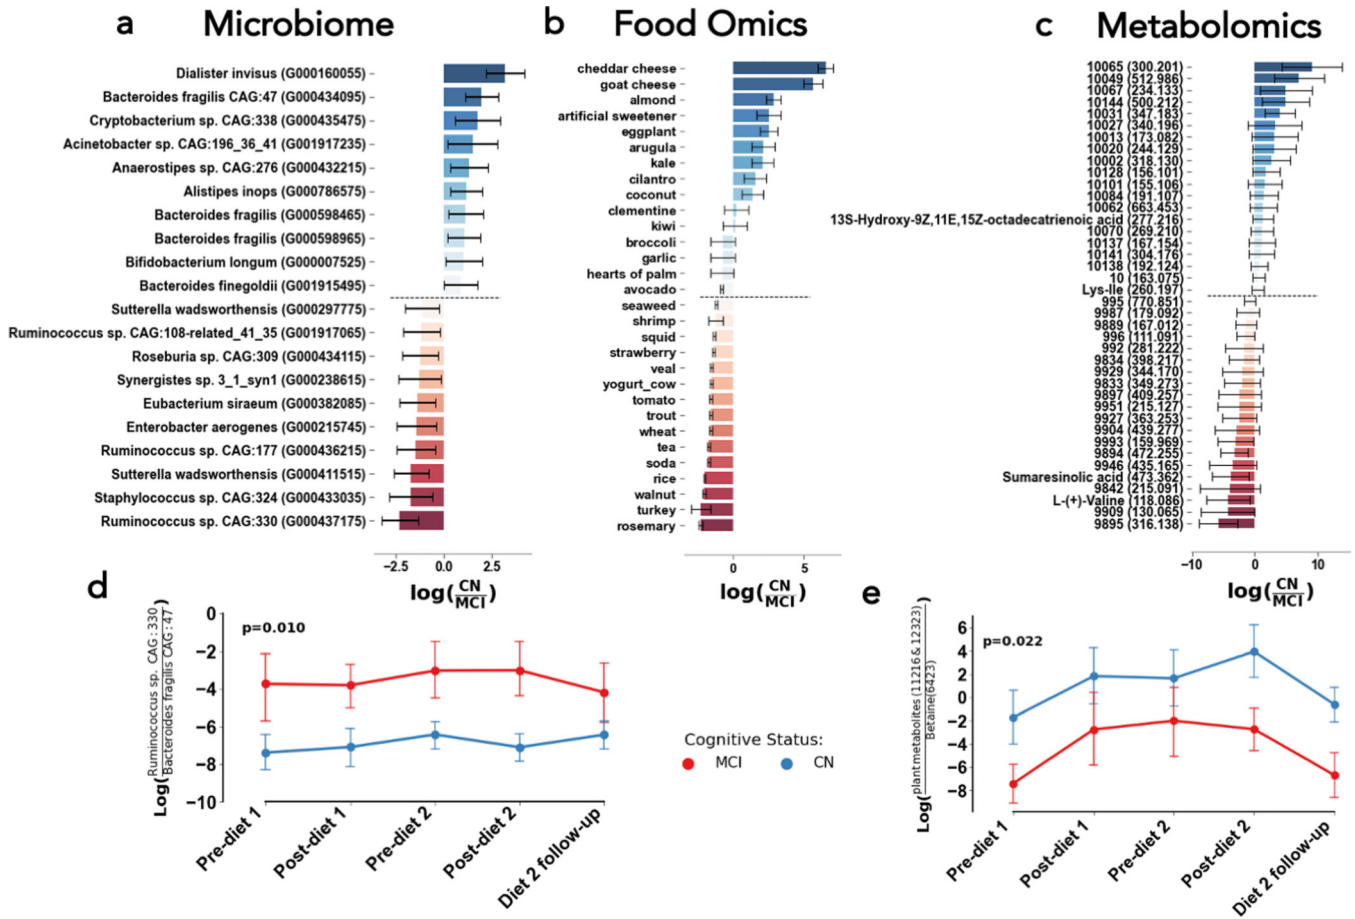 a Microbiome
Dialister invisus (G000160055)
Bacteroides fragilis CAG:47 (G000434095)
Cryptobacterium sp. CAG:338 (G000435475)
Acinetobacter sp. CAG:196_36_41 (G001917235)
Anaerostipes sp. CAG:276 (G000432215)
Alistipes inops (G000786575)
Bacteroides fragilis (G000598465)
Bacteroides fragilis (G000598965)
Bifidobacterium longum (G000007525)
Bacteroides finegoldii (G001915495)
Sutterella wadsworthensis (G000297775)
Ruminococcus sp. CAG:108-related_41_35 (G001917065)
Roseburia sp. CAG:309 (G000434115)
Synergistes sp. 3_1_syn1 (G000238615)
Eubacterium siraeum (G000382085)
Enterobacter aerogenes (G000215745)
Ruminococcus sp. CAG:177 (G000436215)
Sutterella wadsworthensis (G000411515)
Staphylococcus sp. CAG:324 (G000433035)
Ruminococcus sp. CAG:330 (G000437175)
−2.5 0.0 2.5
log(CN/MCI)
b Food Omics
cheddar cheese
goat cheese
almond
artificial sweetener
eggplant
arugula
kale
cilantro
coconut
clementine
kiwi
broccoli
garlic
hearts of palm
avocado
seaweed
shrimp
squid
strawberry
veal
yogurt_cow
tomato
trout
wheat
tea
soda
rice
walnut
turkey
rosemary
0 5
log(CN/MCI)
c Metabolomics
10065 (300.201)
10049 (512.986)
10067 (234.133)
10144 (500.212)
10031 (347.183)
10027 (340.196)
10013 (173.082)
10020 (244.129)
10002 (318.130)
10128 (156.101)
10101 (155.106)
10084 (191.107)
10062 (663.453)
13S-Hydroxy-9Z,11E,15Z-octadecatrienoic acid (277.216)
10070 (269.210)
10137 (167.154)
10141 (304.176)
10138 (192.124)
10 (163.075)
Lys-Ile (260.197)
995 (770.851)
9987 (179.092)
9889 (167.012)
996 (111.091)
992 (281.222)
9834 (398.217)
9929 (344.170)
9833 (349.273)
9897 (409.257)
9951 (215.127)
9927 (363.253)
9904 (439.277)
9993 (159.969)
9894 (472.255)
9946 (435.165)
Sumaresinolic acid (473.362)
9842 (215.091)
L-(+)-Valine (118.086)
9909 (130.065)
9895 (316.138)
−10 0 10
log(CN/MCI)
d
Log(Ruminococcus sp. CAG: 330/Bacteroides fragilis CAG: 47)
0
−2
−4
−6
−8
−10
p=0.010
Pre-diet 1
Post-diet 1
Pre-diet 2
Post-diet 2
Diet 2 follow-up
Cognitive Status:
MCI CN
e
Log(plant metabolites (11216 & 12323)/Betaine(6423))
6
4
2
0
−2
−4
−6
−8
p=0.022
Pre-diet 1
Post-diet 1
Pre-diet 2
Post-diet 2
Diet 2 follow-up